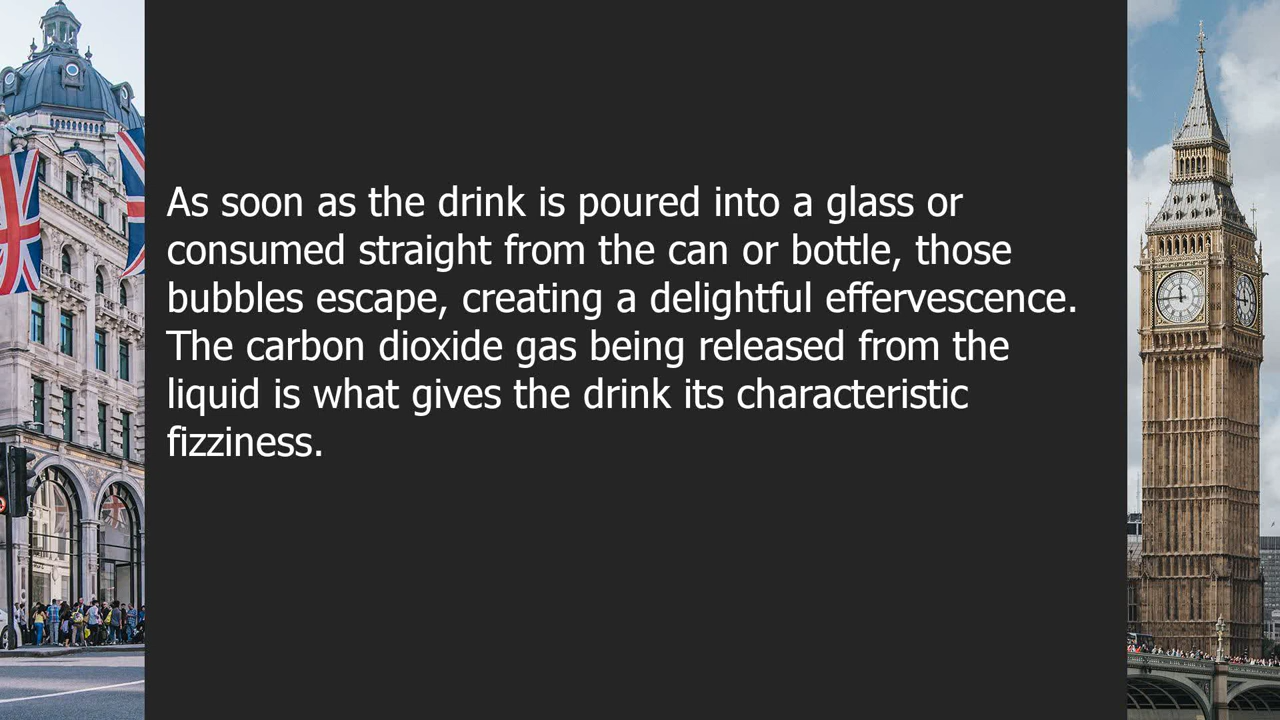 As soon as the drink is poured into a glass or
consumed straight from the can or bottle, those
bubbles escape, creating a delightful effervescence.
The carbon dioxide gas being released from the
liquid is what gives the drink its characteristic
fizziness.